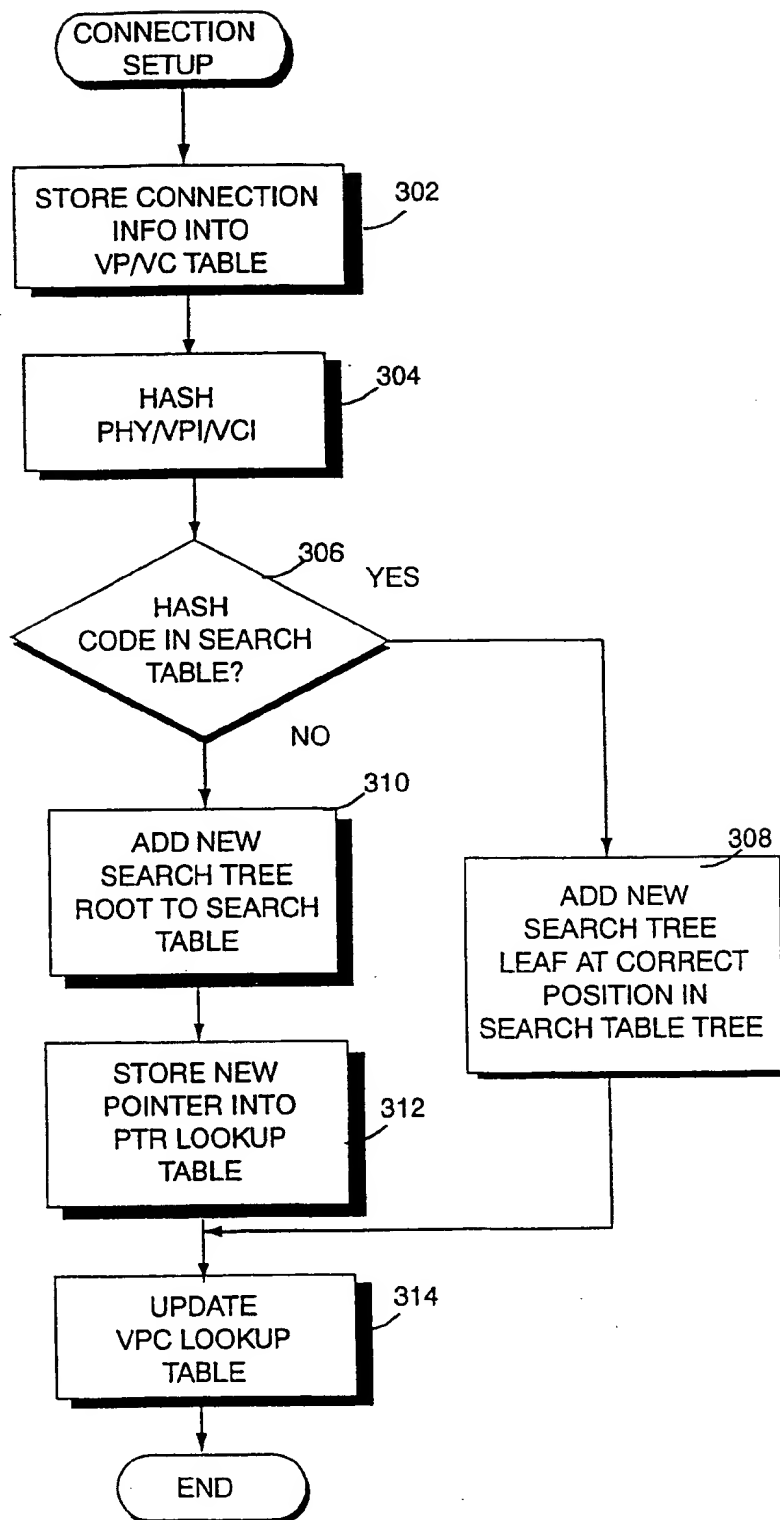 CONNECTION
SETUP
STORE CONNECTION
INFO INTO
VP/VC TABLE
302
HASH
PHY/VPI/VCI
304
306
YES
HASH
CODE IN SEARCH
TABLE?
NO
310
ADD NEW
SEARCH TREE
ROOT TO SEARCH
TABLE
308
ADD NEW
SEARCH TREE
LEAF AT CORRECT
POSITION IN
SEARCH TABLE TREE
STORE NEW
POINTER INTO
PTR LOOKUP
TABLE
312
UPDATE
VPC LOOKUP
TABLE
314
END